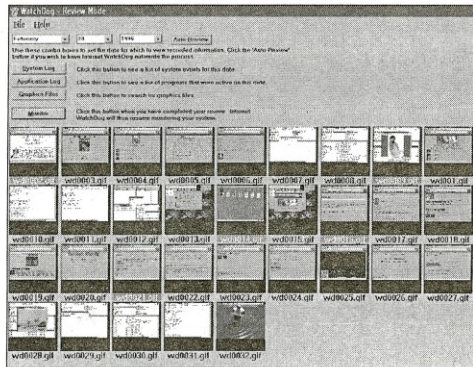 WatchDog - Review Mode
File Help
February 1996 Auto Preview
Use these combo boxes to set the date for which to view recorded information. Click the 'Auto Preview'
button if you wish to have WatchDog automate the process.
System Log Click this button to see a list of system events for this date.
Application Log Click this button to see a list of programs that were active on this date.
Graphics Files Click this button to search for graphics files.
Monitor Click this button when you have completed your review.
WatchDog will then resume monitoring your system.
wd0003.gif wd0004.gif wd0005.gif wd0006.gif wd0007.gif wd0008.gif wd0009.gif wd001
wd0010.gif wd0011.gif wd0012.gif wd0013.gif wd0015.gif wd0017.gif wd0018.gif
wd0019.gif wd0020.gif wd0022.gif wd0023.gif wd0024.gif wd0025.gif wd0026.gif wd0027.gif
wd0028.gif wd0029.gif wd0030.gif wd0031.gif wd0032.gif